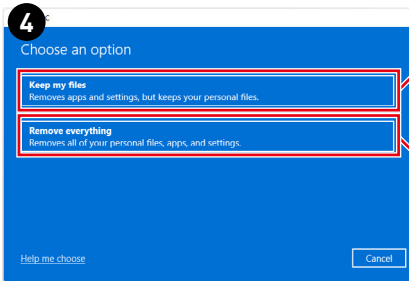 4
Choose an option
Keep my files
Removes apps and settings, but keeps your personal files.
Remove everything
Removes all of your personal files, apps, and settings.
Help me choose
Cancel